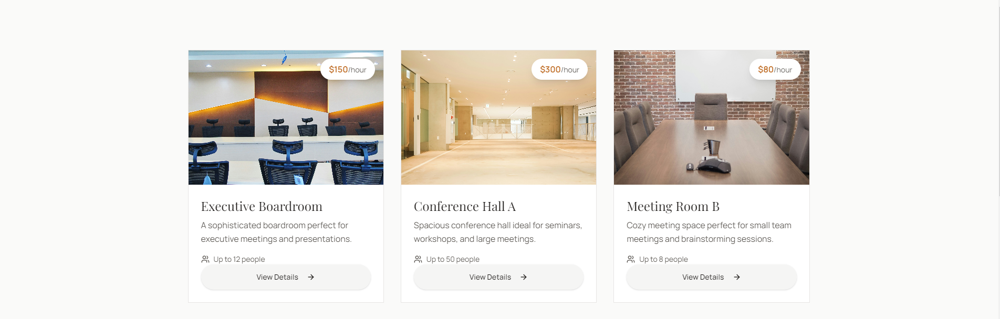 $150/hour
$300/hour
$80/hour
Executive Boardroom
A sophisticated boardroom perfect for
executive meetings and presentations.
Up to 12 people
View Details
Conference Hall A
Spacious conference hall ideal for seminars,
workshops, and large meetings.
Up to 50 people
View Details
Meeting Room B
Cozy meeting space perfect for small team
meetings and brainstorming sessions.
Up to 8 people
View Details